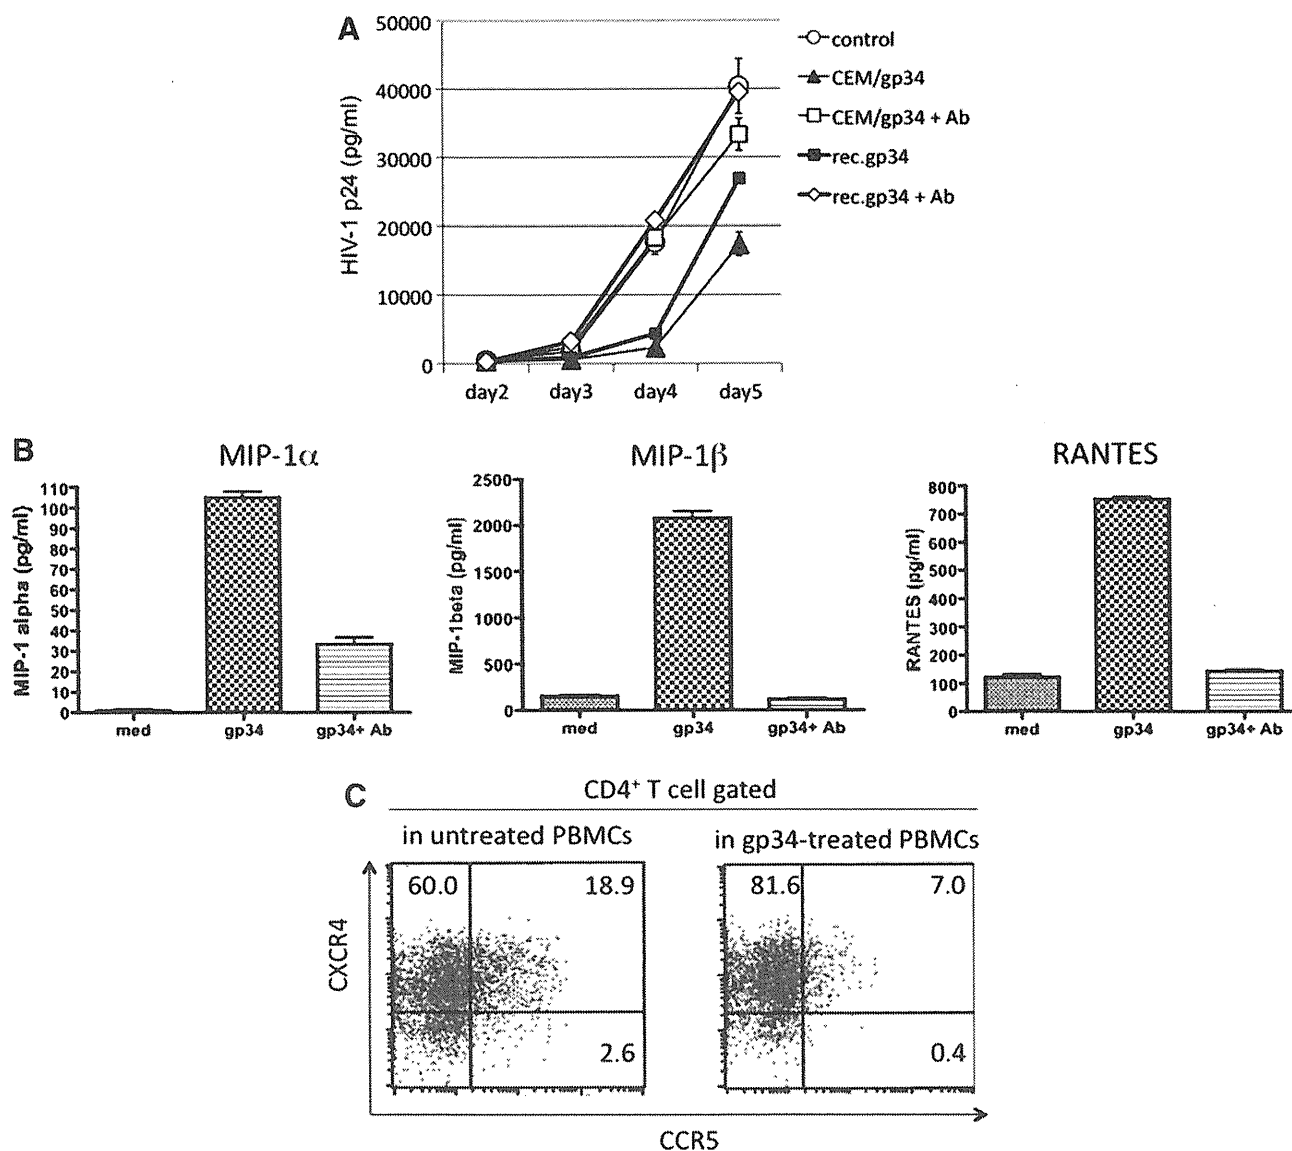 A
HIV-1 p24 (pg/ml)
50000
40000
30000
20000
10000
0
day2 day3 day4 day5
control
CEM/gp34
CEM/gp34 + Ab
rec.gp34
rec.gp34 + Ab
B
MIP-1α
MIP-1 alpha (pg/ml)
110
100
90
80
70
60
50
40
30
20
10
0
med gp34 gp34+ Ab
MIP-1β
MIP-1beta (pg/ml)
2500
2000
1500
1000
500
0
med gp34 gp34+ Ab
RANTES
RANTES (pg/ml)
800
700
600
500
400
300
200
100
0
med gp34 gp34+ Ab
C
CD4⁺ T cell gated
in untreated PBMCs
in gp34-treated PBMCs
CXCR4
60.0 18.9
2.6
81.6 7.0
0.4
CCR5